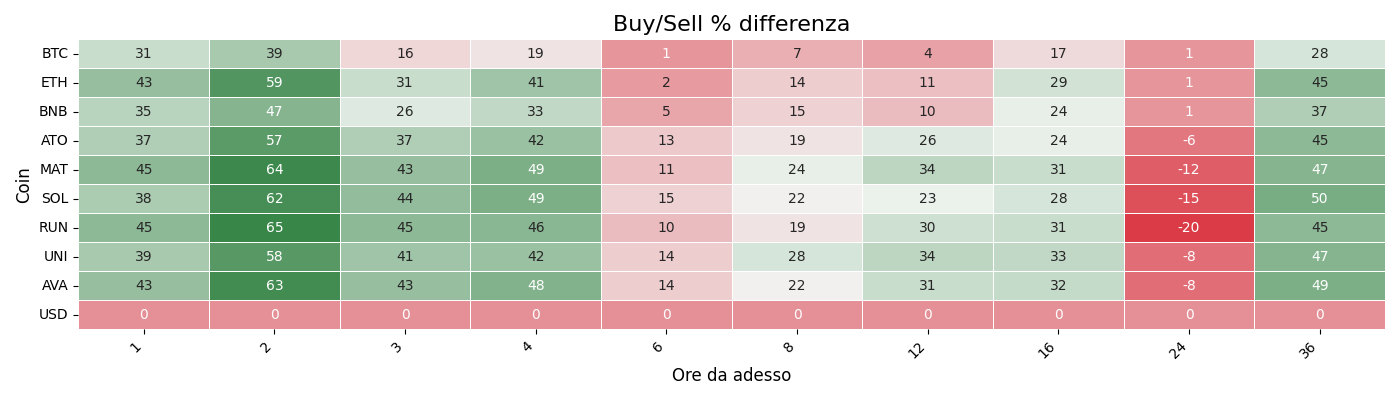 Buy/Sell % differenza
Coin
BTC 31 39 16 19 1 7 4 17 1 28
ETH 43 59 31 41 2 14 11 29 1 45
BNB 35 47 26 33 5 15 10 24 1 37
ATO 37 57 37 42 13 19 26 24 -6 45
MAT 45 64 43 49 11 24 34 31 -12 47
SOL 38 62 44 49 15 22 23 28 -15 50
RUN 45 65 45 46 10 19 30 31 -20 45
UNI 39 58 41 42 14 28 34 33 -8 47
AVA 43 63 43 48 14 22 31 32 -8 49
USD 0 0 0 0 0 0 0 0 0 0
1 2 3 4 6 8 12 16 24 36
Ore da adesso